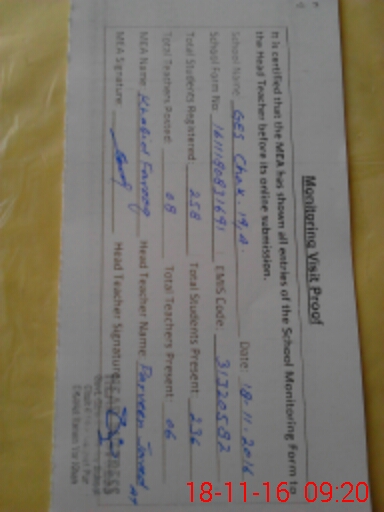 Monitoring Visit Proof
It is certified that the MEA has shown all entries of the School Monitoring Form to
the Head Teacher before its online submission.
School Name: GES Chak. 19,A. Date: 18-11-2016
School Form No: 1611180831691 EMIS Code: 31320582
Total Students Registered: 258 Total Students Present: 236
Total Teachers Posted: 08 Total Teachers Present: 06
MEA Name: Khalid Farooq Head Teacher Name: Parveen Javed
MEA Signature: Head Teacher Signature:
18-11-16 09:20